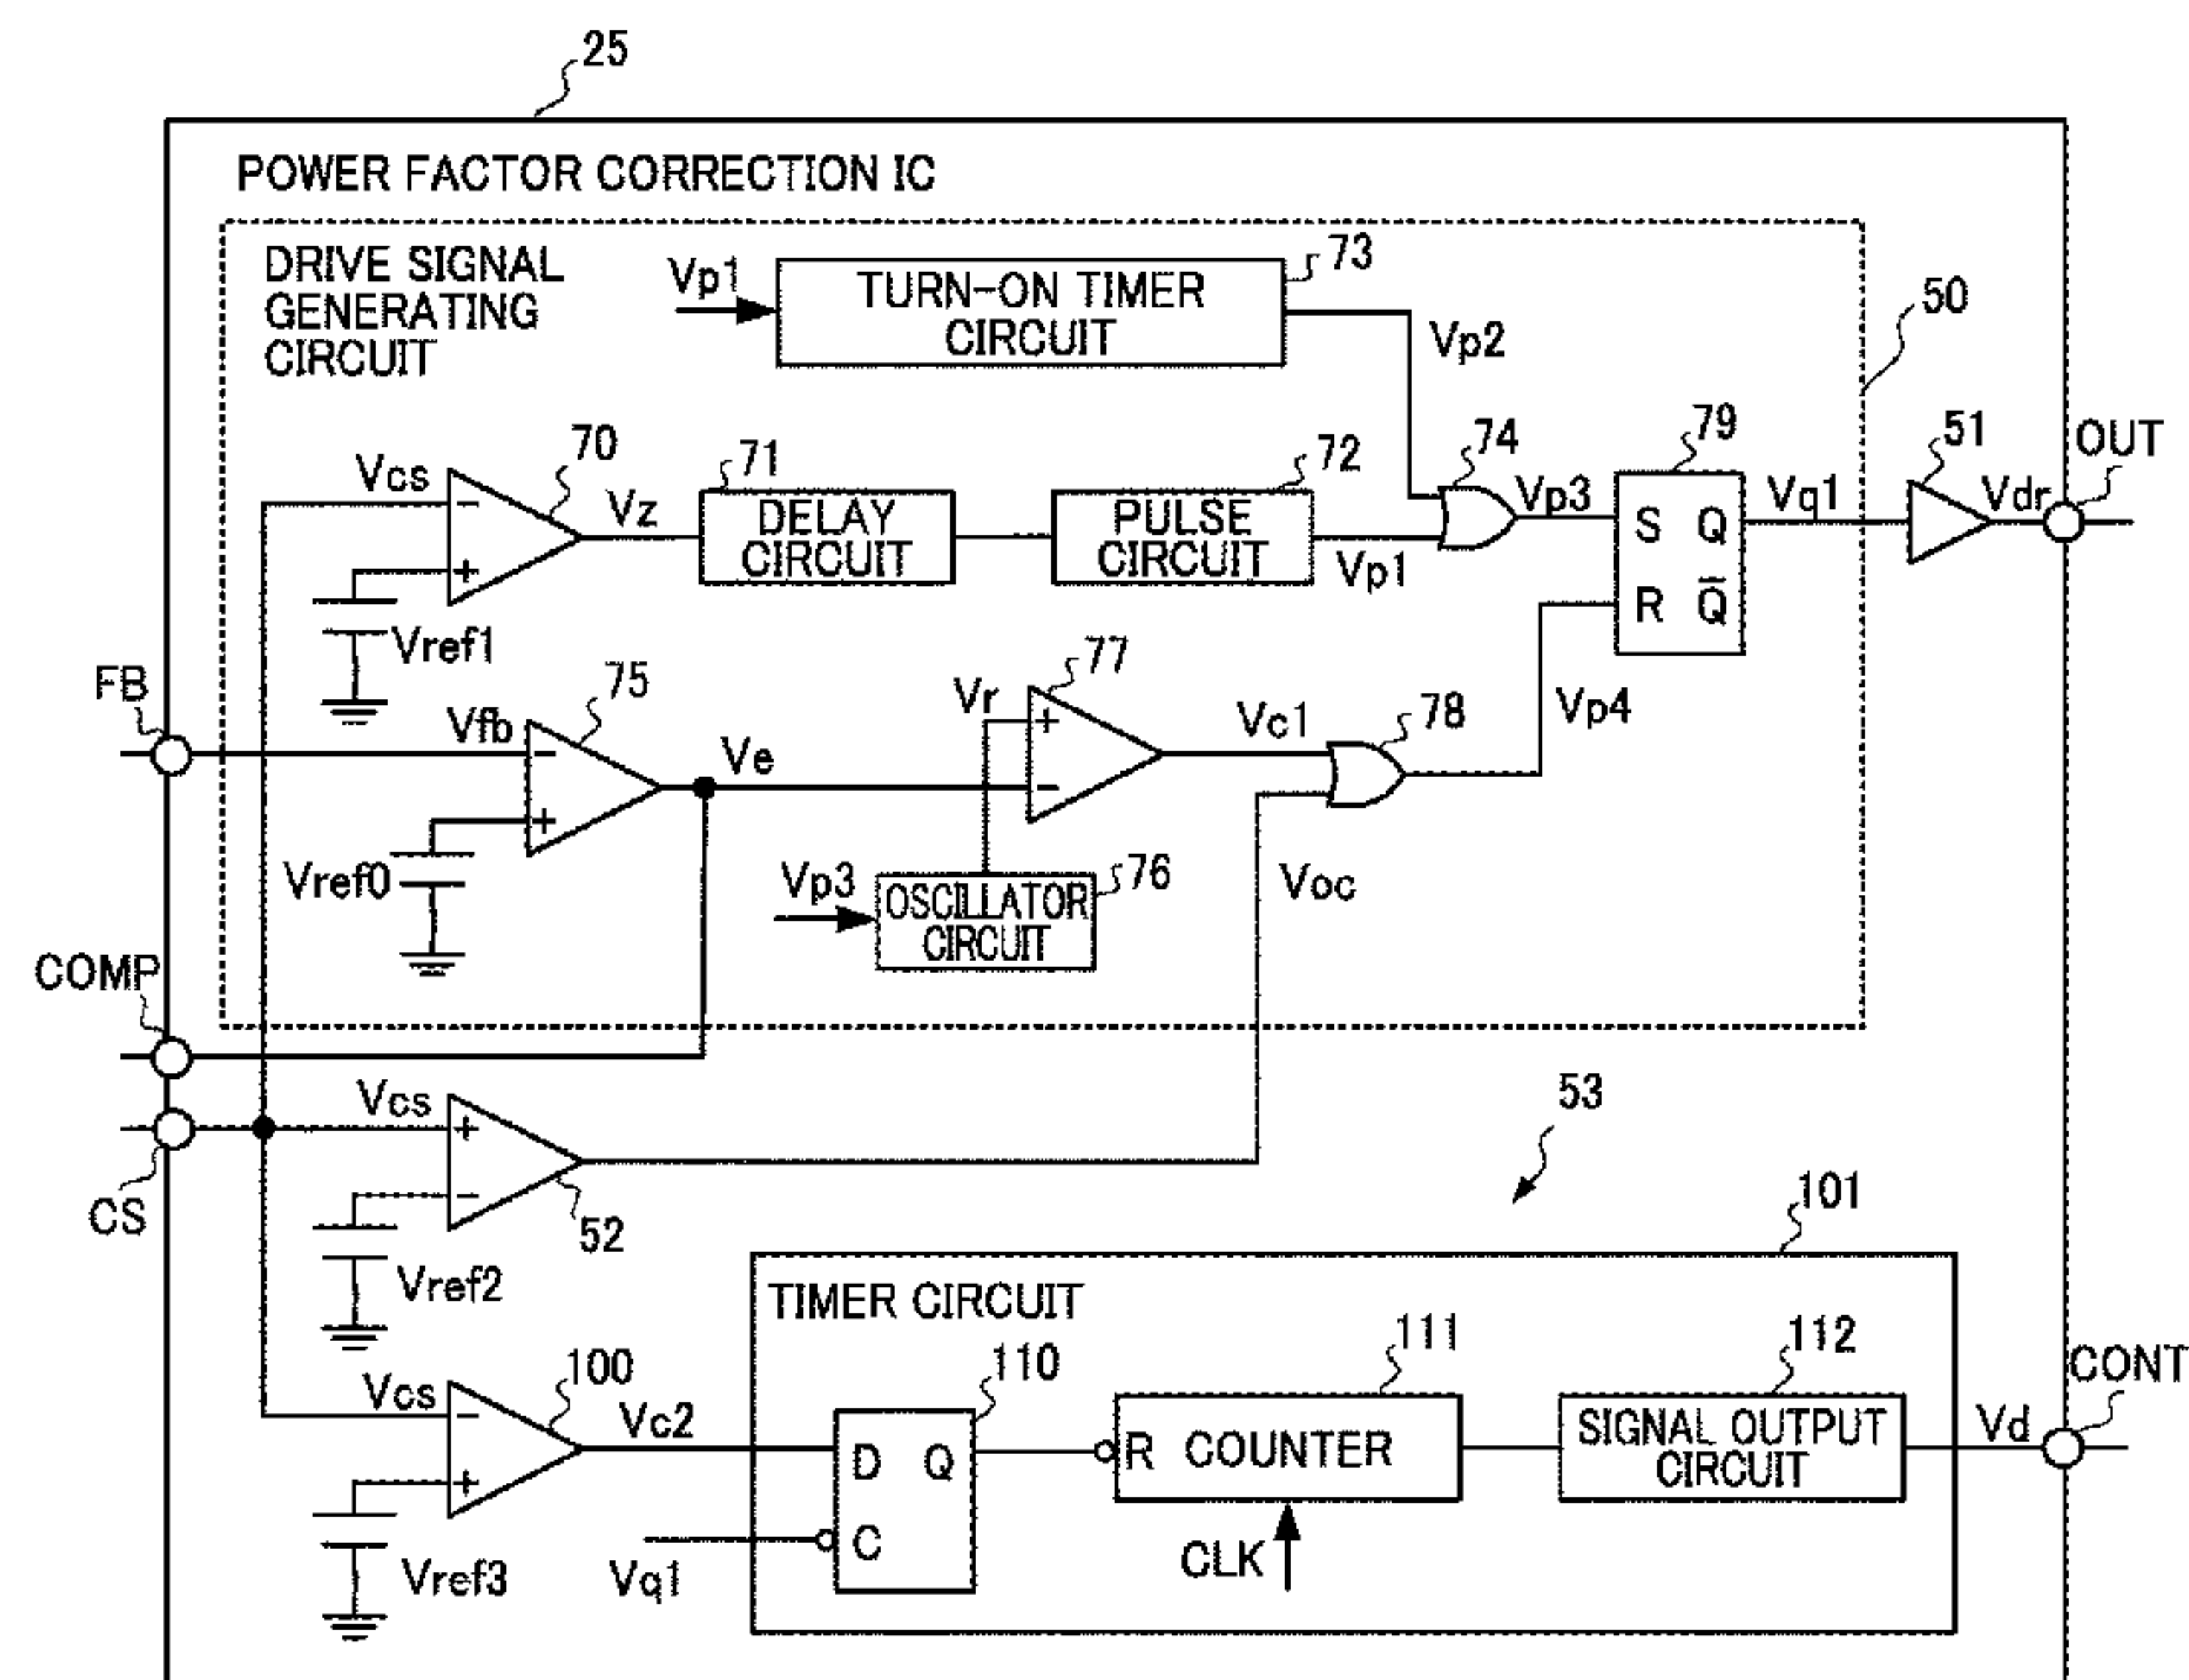 25
POWER FACTOR CORRECTION IC
DRIVE SIGNAL
GENERATING
CIRCUIT
Vp1
TURN-ON TIMER
CIRCUIT
73
Vp2
50
Vcs
70
Vz
71
DELAY
CIRCUIT
72
PULSE
CIRCUIT
Vp1
74
Vp3
79
S Q
R Q̅
Vq1
51
Vdr
OUT
Vref1
FB
Vfb
75
Ve
Vr
77
Vc1
78
Vp4
Vref0
Vp3
OSCILLATOR
CIRCUIT
76
Voc
COMP
CS
Vcs
52
Vref2
53
101
TIMER CIRCUIT
Vcs
100
Vc2
110
D Q
C
Vq1
111
R COUNTER
CLK
112
SIGNAL OUTPUT
CIRCUIT
Vd
CONT
Vref3